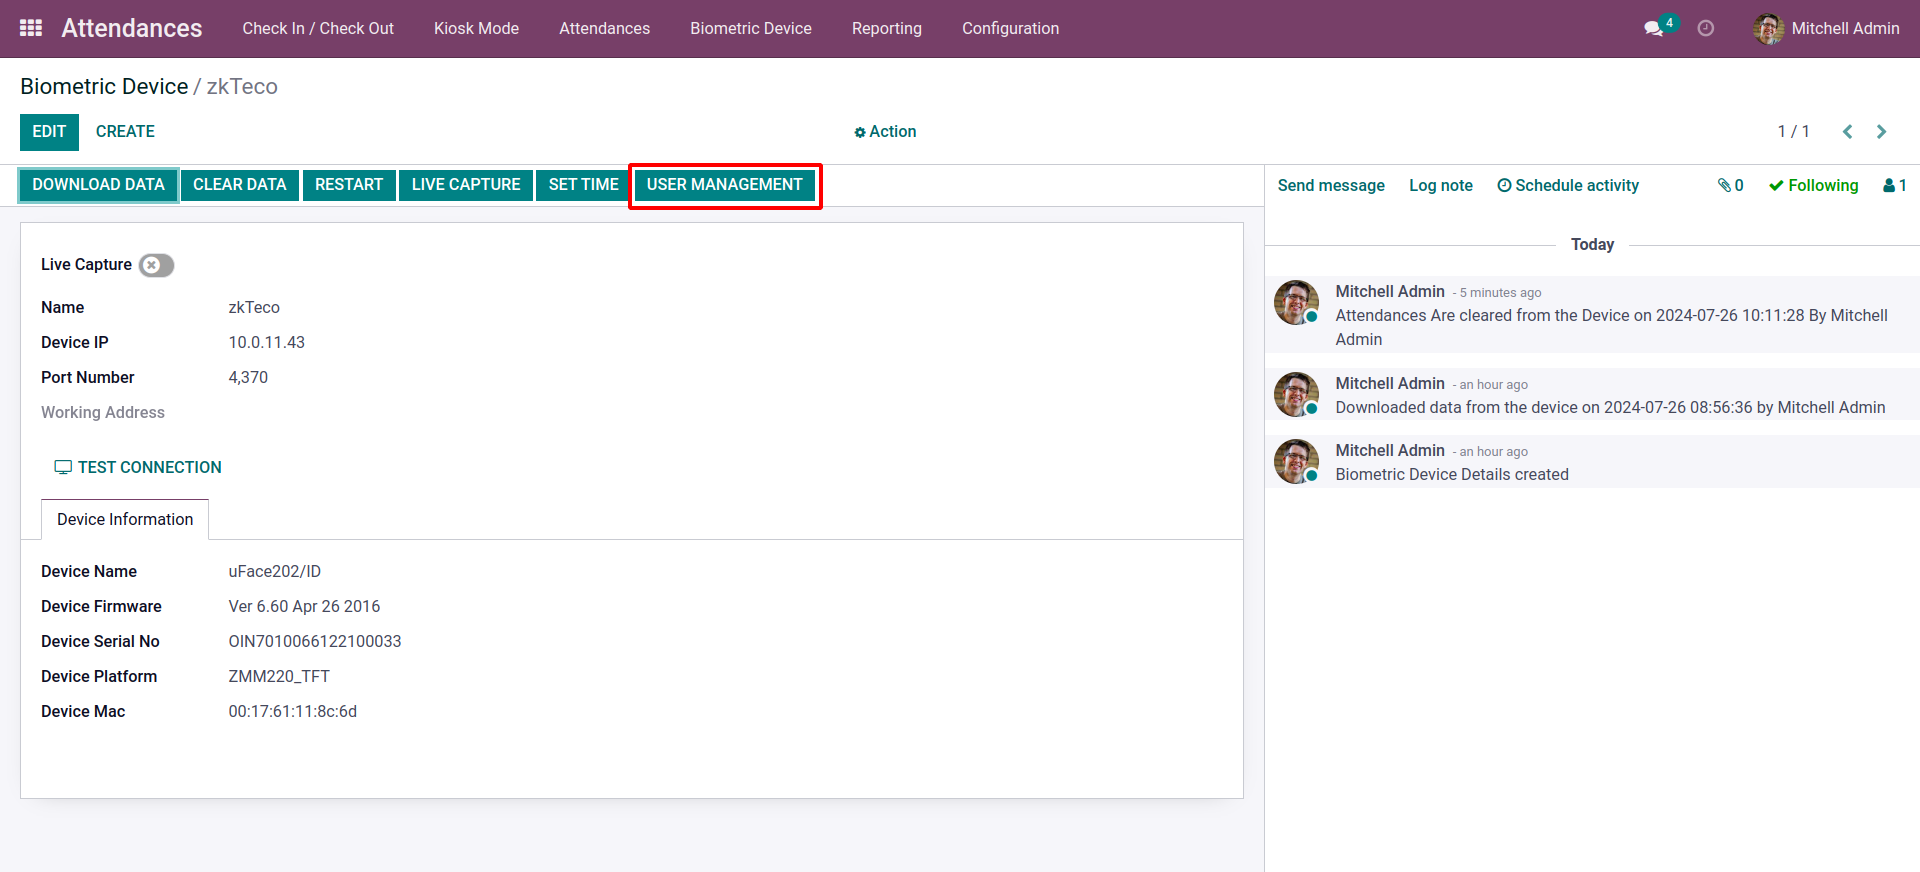 Attendances Check In / Check Out Kiosk Mode Attendances Biometric Device Reporting Configuration 4 Mitchell Admin
Biometric Device / zkTeco
EDIT CREATE Action 1 / 1
DOWNLOAD DATA CLEAR DATA RESTART LIVE CAPTURE SET TIME USER MANAGEMENT
Live Capture
Name zkTeco
Device IP 10.0.11.43
Port Number 4,370
Working Address
TEST CONNECTION
Device Information
Device Name uFace202/ID
Device Firmware Ver 6.60 Apr 26 2016
Device Serial No OIN7010066122100033
Device Platform ZMM220_TFT
Device Mac 00:17:61:11:8c:6d
Send message Log note Schedule activity 0 Following 1
Today
Mitchell Admin - 5 minutes ago
Attendances Are cleared from the Device on 2024-07-26 10:11:28 By Mitchell
Admin
Mitchell Admin - an hour ago
Downloaded data from the device on 2024-07-26 08:56:36 by Mitchell Admin
Mitchell Admin - an hour ago
Biometric Device Details created